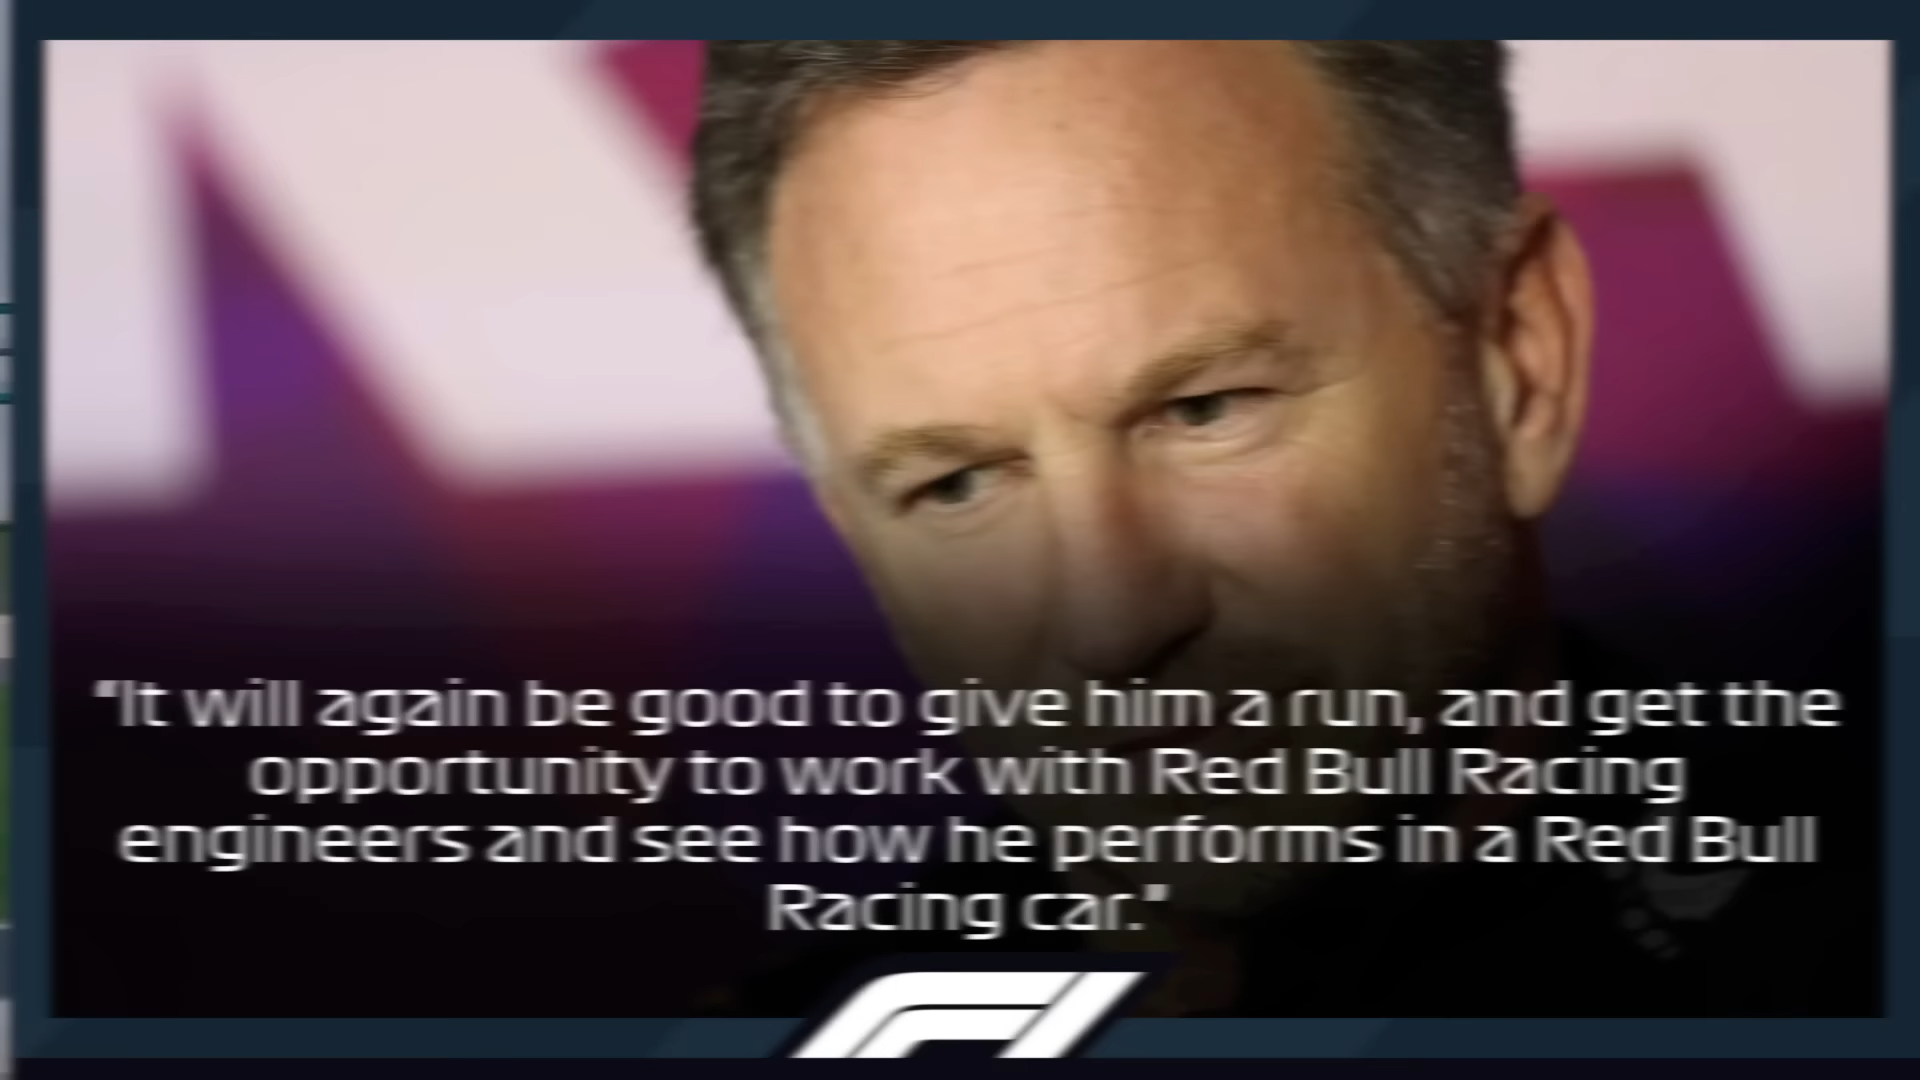 "It will again be good to give him a run, and get the
opportunity to work with Red Bull Racing
engineers and see how he performs in a Red Bull
Racing car."